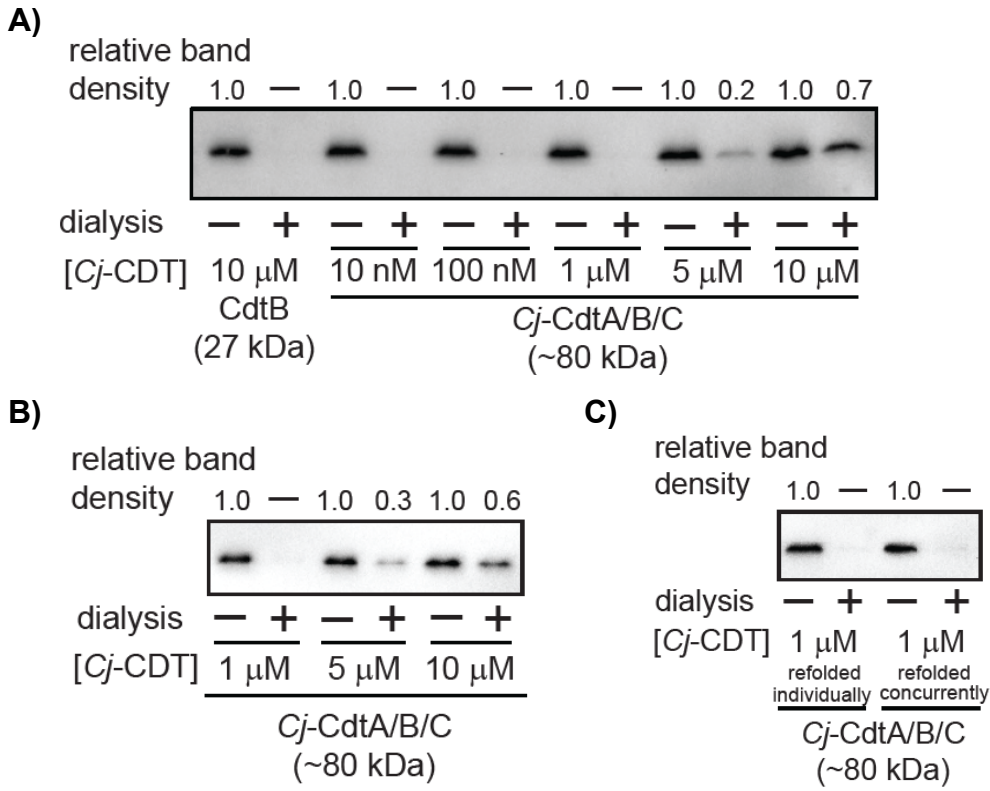 A)
relative band
density 1.0 — 1.0 — 1.0 — 1.0 — 1.0 0.2 1.0 0.7
dialysis — + — + — + — + — + — +
[Cj-CDT] 10 μM 10 nM 100 nM 1 μM 5 μM 10 μM
CdtB
(27 kDa)
Cj-CdtA/B/C
(~80 kDa)
B)
relative band
density 1.0 — 1.0 0.3 1.0 0.6
dialysis — + — + — +
[Cj-CDT] 1 μM 5 μM 10 μM
Cj-CdtA/B/C
(~80 kDa)
C)
relative band
density 1.0 — 1.0 —
dialysis — + — +
[Cj-CDT] 1 μM 1 μM
refolded refolded
individually concurrently
Cj-CdtA/B/C
(~80 kDa)